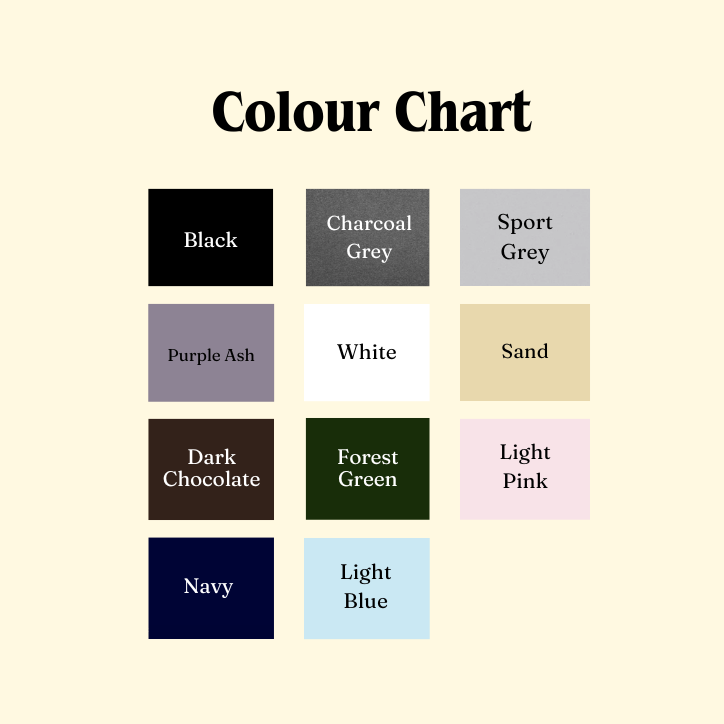 Colour Chart
Black
Charcoal
Grey
Sport
Grey
Purple Ash
White
Sand
Dark
Chocolate
Forest
Green
Light
Pink
Navy
Light
Blue